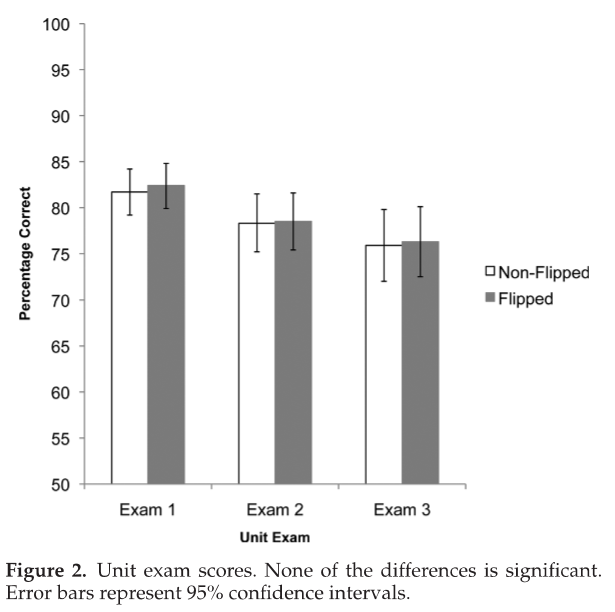 100
95
90
85
80
75
70
65
60
55
50
Percentage Correct
Exam 1 Exam 2 Exam 3
Unit Exam
Non-Flipped
Flipped
Figure 2. Unit exam scores. None of the differences is significant.
Error bars represent 95% confidence intervals.